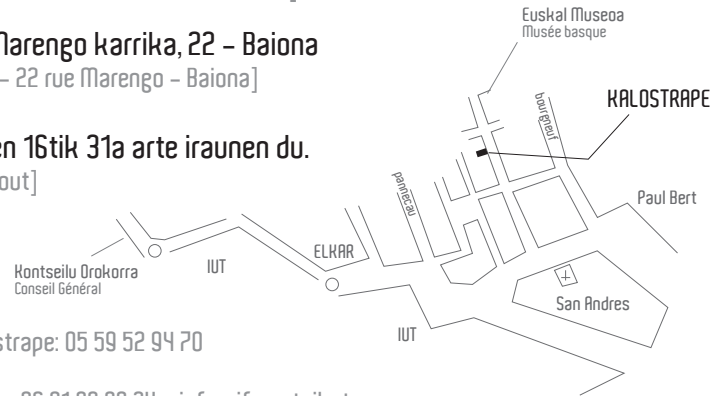 Marengo karrika, 22 – Baiona
– 22 rue Marengo – Baiona]
en 16tik 31a arte iraunen du.
out]
strape: 05 59 52 94 70
Euskal Museoa
Musée basque
bourgneuf
KALOSTRAPE
pannecau
Paul Bert
ELKAR
IUT
Kontseilu Orokorra
Conseil Général
San Andres
IUT